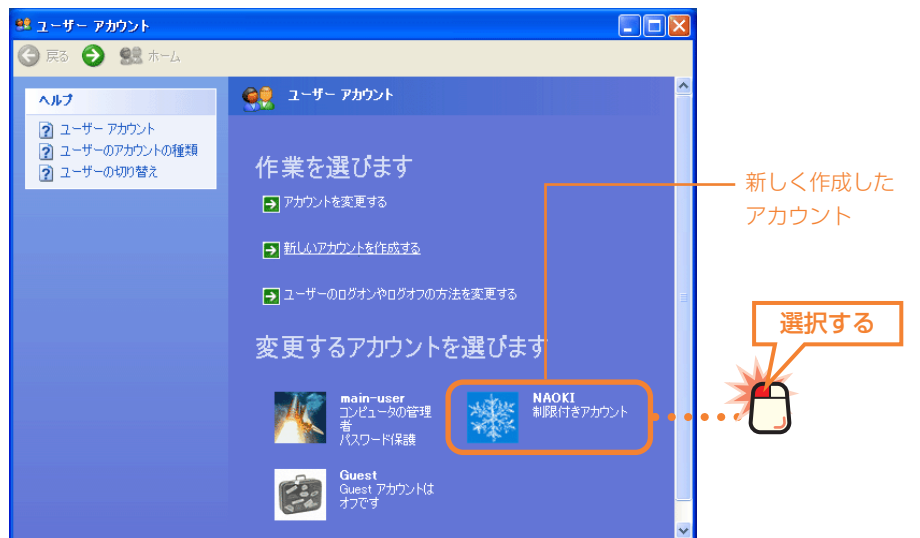 ユーザー アカウント
戻る
ホーム
ヘルプ
ユーザー アカウント
ユーザーのアカウントの種類
ユーザーの切り替え
ユーザー アカウント
作業を選びます
アカウントを変更する
新しいアカウントを作成する
ユーザーのログオンやログオフの方法を変更する
変更するアカウントを選びます
main-user
コンピュータの管理
者
パスワード保護
NAOKI
制限付きアカウント
Guest
Guest アカウントは
オフです
新しく作成した
アカウント
選択する